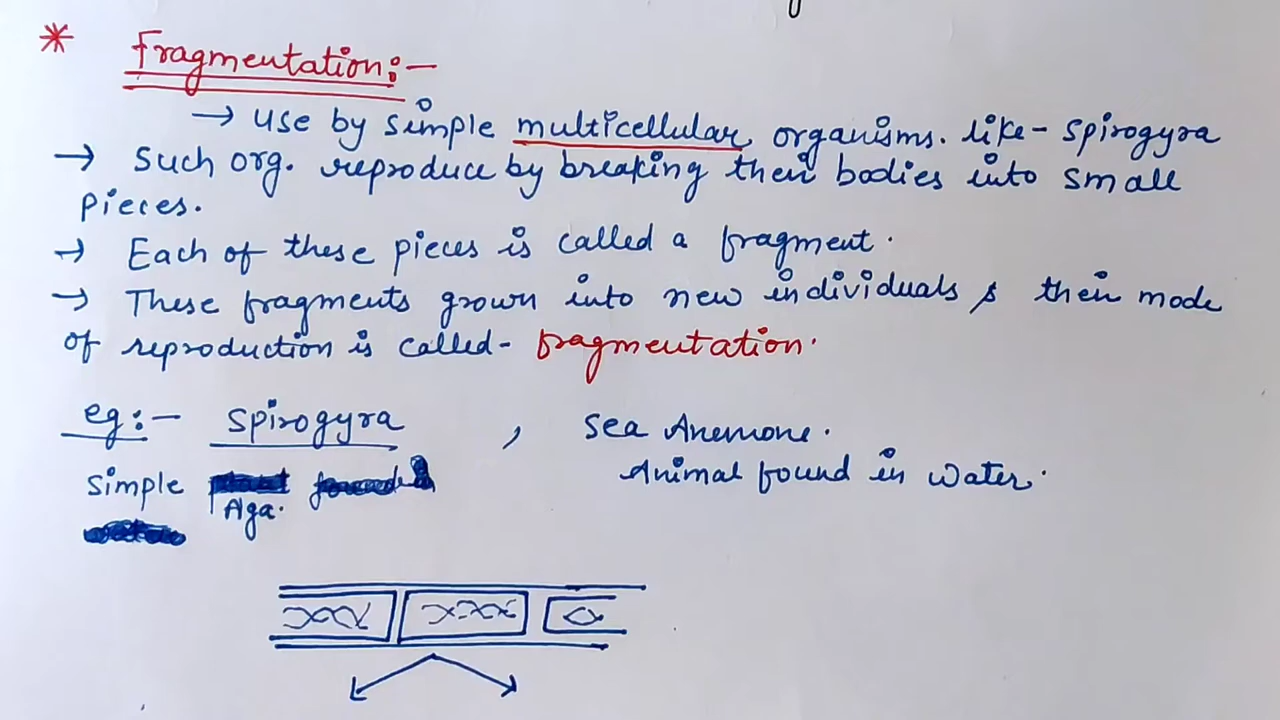 * Fragmentation:-
→ Use by simple multicellular organisms. like - Spirogyra
→ Such org. reproduce by breaking their bodies into small
pieces.
→ Each of these pieces is called a fragment.
→ These fragments grown into new individuals & their mode
of reproduction is called - fragmentation.
eg:- Spirogyra , Sea Anemone.
Simple Aga. Animal found in water.